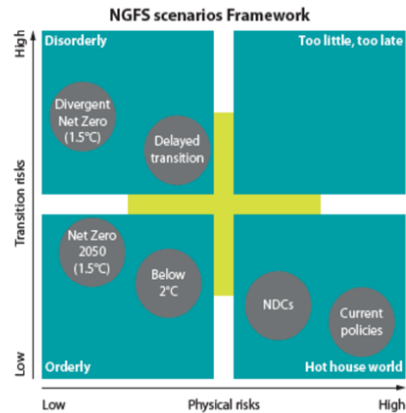 NGFS scenarios Framework
High
Disorderly
Too little, too late
Divergent
Net Zero
(1.5°C)
Delayed
transition
Transition risks
Net Zero
2050
(1.5°C)
Below
2°C
NDCs
Current
policies
Low
Orderly
Hot house world
Low
Physical risks
High